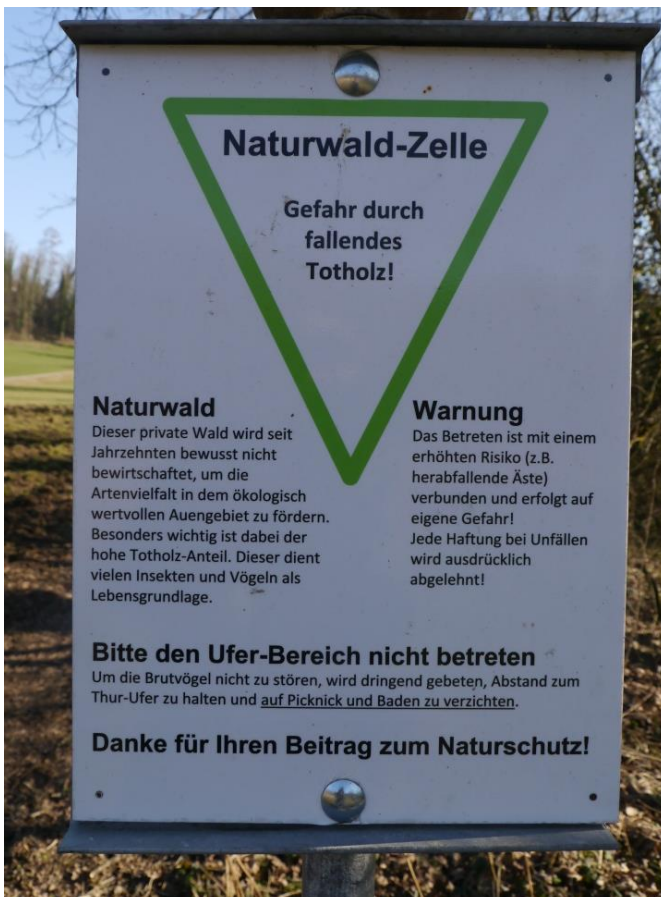 Naturwald-Zelle
Gefahr durch
fallendes
Totholz!
Naturwald
Dieser private Wald wird seit
Jahrzehnten bewusst nicht
bewirtschaftet, um die
Artenvielfalt in dem ökologisch
wertvollen Auengebiet zu fördern.
Besonders wichtig ist dabei der
hohe Totholz-Anteil. Dieser dient
vielen Insekten und Vögeln als
Lebensgrundlage.
Warnung
Das Betreten ist mit einem
erhöhten Risiko (z.B.
herabfallende Äste)
verbunden und erfolgt auf
eigene Gefahr!
Jede Haftung bei Unfällen
wird ausdrücklich
abgelehnt!
Bitte den Ufer-Bereich nicht betreten
Um die Brutvögel nicht zu stören, wird dringend gebeten, Abstand zum
Thur-Ufer zu halten und auf Picknick und Baden zu verzichten.
Danke für Ihren Beitrag zum Naturschutz!